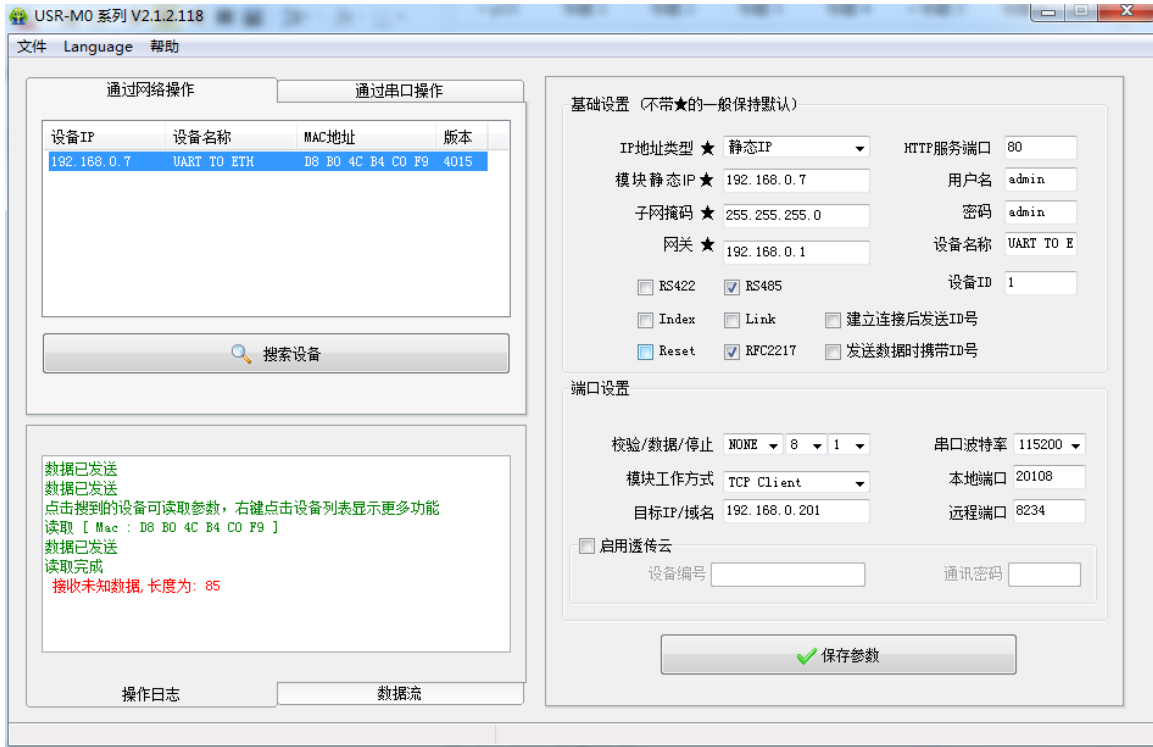 USR-M0 系列 V2.1.2.118
文件 Language 帮助
通过网络操作 通过串口操作
设备IP 设备名称 MAC地址 版本
192.168.0.7 UART TO ETH D8 B0 4C B4 C0 F9 4015
搜索设备
数据已发送
数据已发送
点击搜到的设备可读取参数，右键点击设备列表显示更多功能
读取 [ Mac : D8 B0 4C B4 C0 F9 ]
数据已发送
读取完成
接收未知数据,长度为: 85
操作日志 数据流
基础设置 (不带★的一般保持默认)
IP地址类型 ★ 静态IP HTTP服务端口 80
模块静态IP★ 192.168.0.7 用户名 admin
子网掩码 ★ 255.255.255.0 密码 admin
网关 ★ 192.168.0.1 设备名称 UART TO E
RS422 RS485 设备ID 1
Index Link 建立连接后发送ID号
Reset RFC2217 发送数据时携带ID号
端口设置
校验/数据/停止 NONE 8 1 串口波特率 115200
模块工作方式 TCP Client 本地端口 20108
目标IP/域名 192.168.0.201 远程端口 8234
启用透传云
设备编号 通讯密码
保存参数